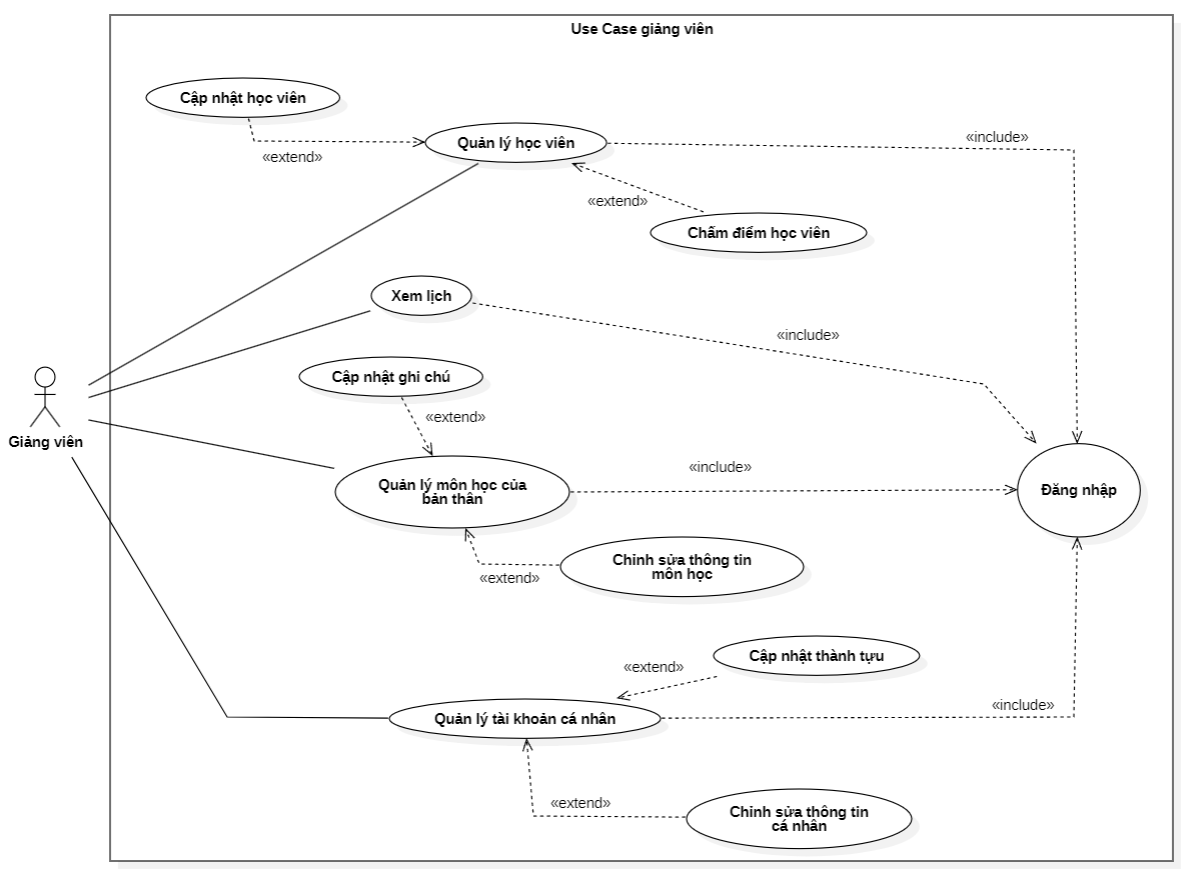 Use Case giảng viên
Cập nhật học viên
«extend»
Quản lý học viên
«include»
«extend»
Chấm điểm học viên
Xem lịch
«include»
Cập nhật ghi chú
«extend»
Giảng viên
Quản lý môn học của
bản thân
«include»
Đăng nhập
«extend»
Chỉnh sửa thông tin
môn học
Cập nhật thành tựu
«extend»
Quản lý tài khoản cá nhân
«include»
«extend»
Chỉnh sửa thông tin
cá nhân